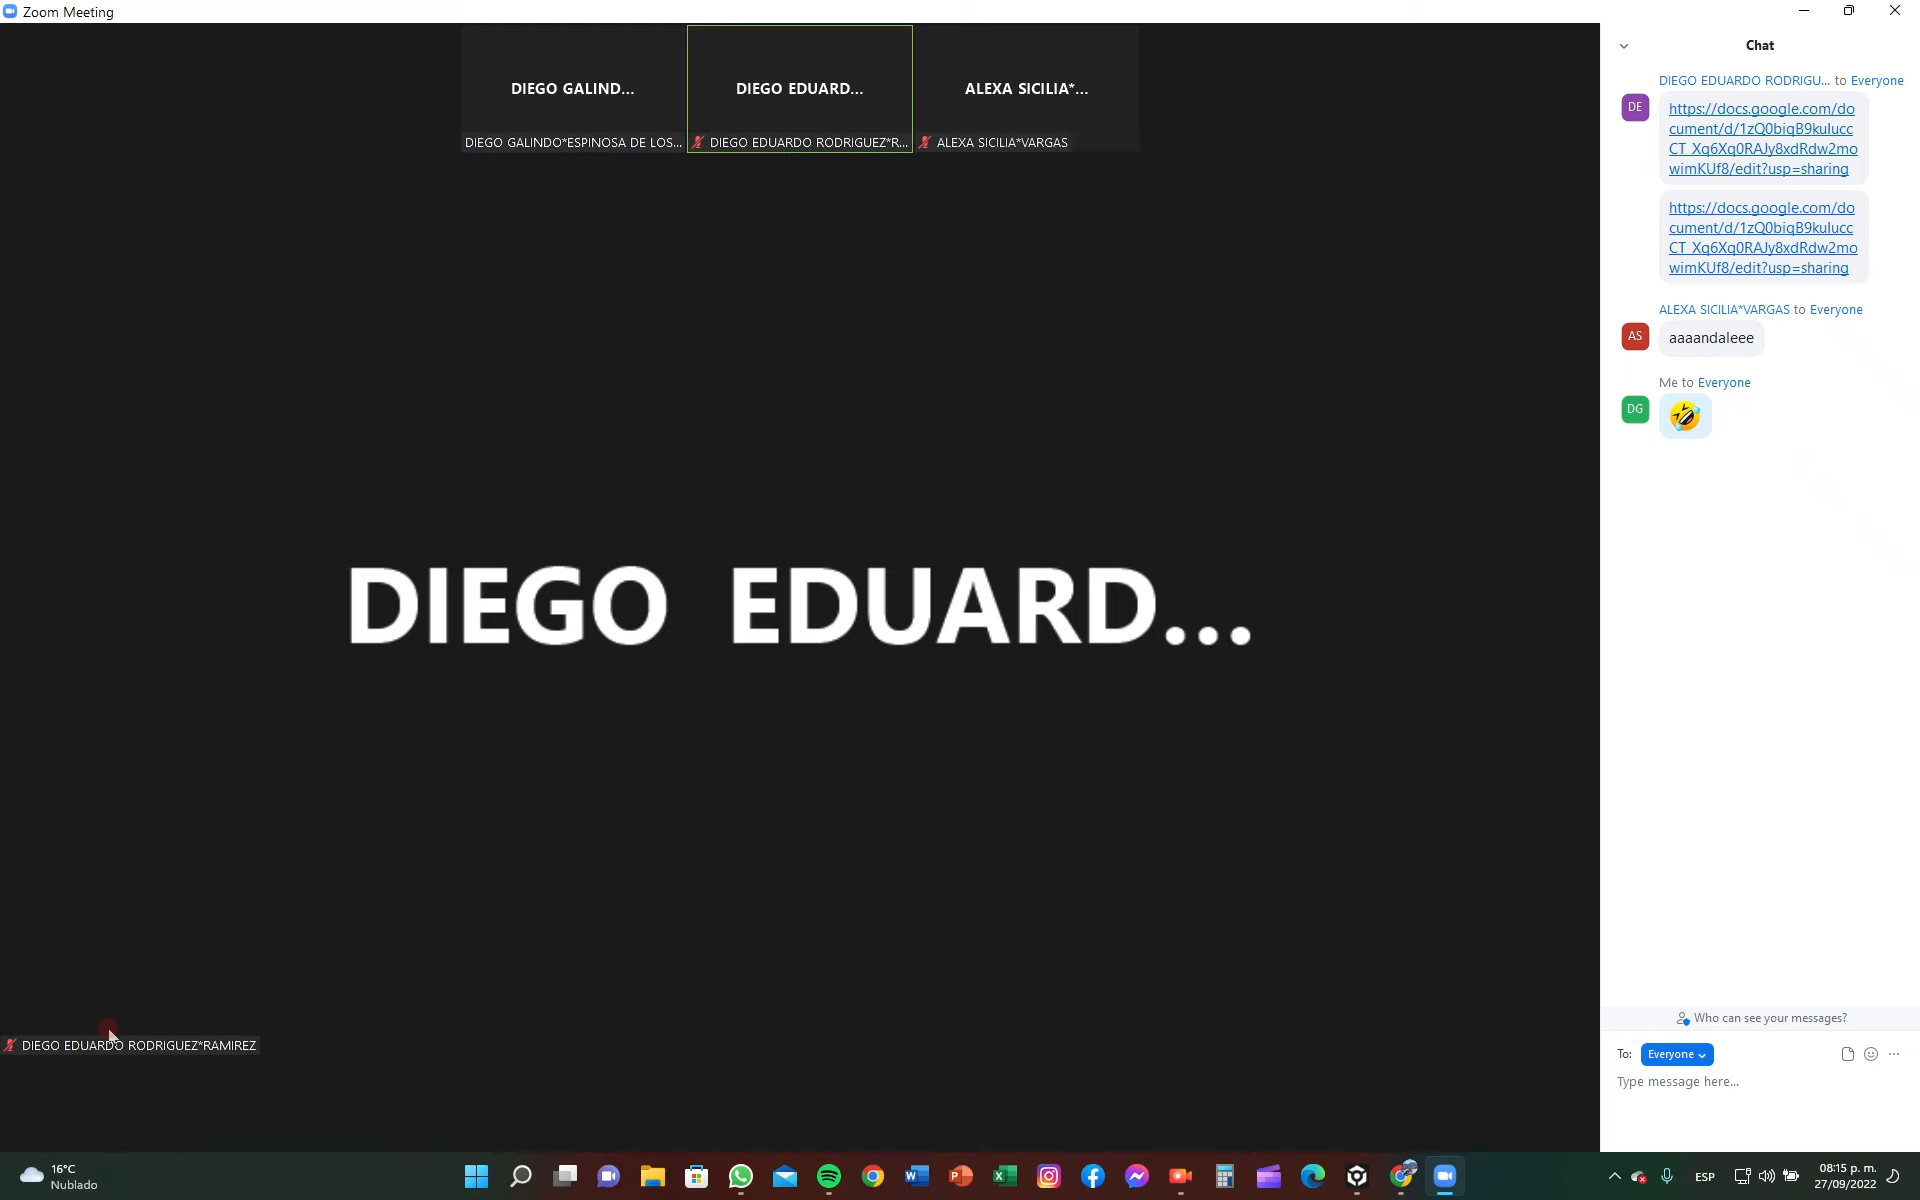 Zoom Meeting
DIEGO GALIND...
DIEGO EDUARD...
ALEXA SICILIA*...
DIEGO GALINDO*ESPINOSA DE LOS...
DIEGO EDUARDO RODRIGUEZ*R...
ALEXA SICILIA*VARGAS
DIEGO EDUARD...
DIEGO EDUARDO RODRIGUEZ*RAMIREZ
Chat
DIEGO EDUARDO RODRIGU... to Everyone
DE
https://docs.google.com/do
cument/d/1zQ0biqB9kulucc
CT_Xq6Xq0RAJy8xdRdw2mo
wimKUf8/edit?usp=sharing
https://docs.google.com/do
cument/d/1zQ0biqB9kulucc
CT_Xq6Xq0RAJy8xdRdw2mo
wimKUf8/edit?usp=sharing
ALEXA SICILIA*VARGAS to Everyone
AS
aaaandaleee
Me to Everyone
DG
🤣
Who can see your messages?
To: Everyone
Type message here...
16°C
Nublado
ESP
08:15 p. m.
27/09/2022